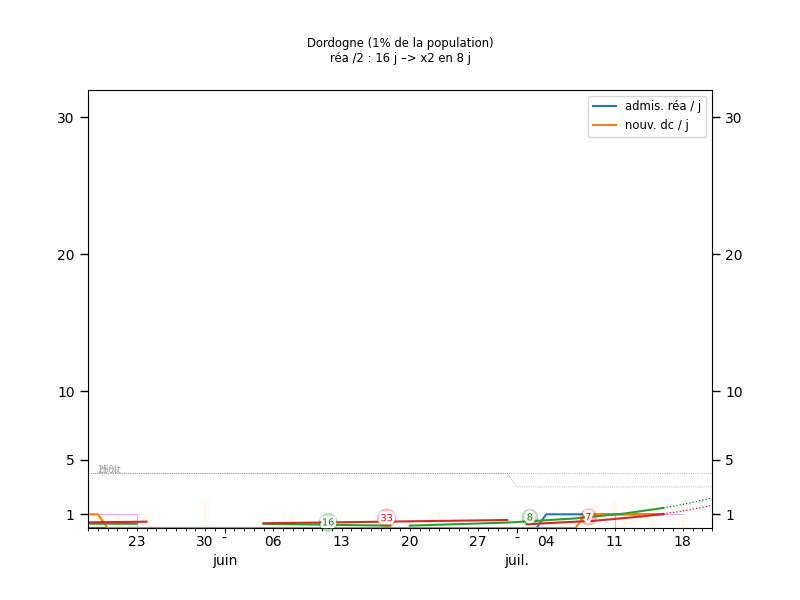 Dordogne (1% de la population)
réa /2 : 16 j –> x2 en 8 j
admis. réa / j
nouv. dc / j
30 30
20 20
10 10
5 5
1 1
16 33 8 7
23 30 - 06 13 20 27 - 04 11 18
juin juil.